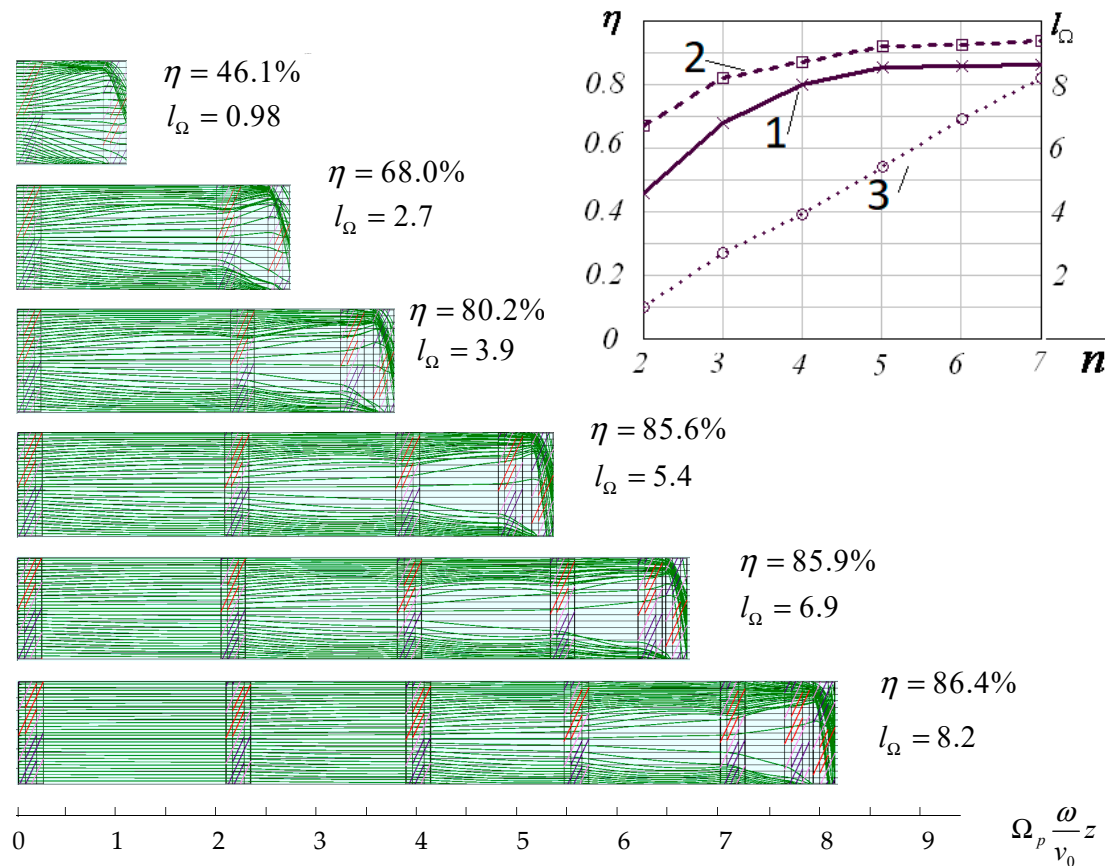 η = 46.1%
l_Ω = 0.98
η = 68.0%
l_Ω = 2.7
η = 80.2%
l_Ω = 3.9
η = 85.6%
l_Ω = 5.4
η = 85.9%
l_Ω = 6.9
η = 86.4%
l_Ω = 8.2
η
l_Ω
0.8
0.6
0.4
0.2
0
8
6
4
2
2
1
3
2 3 4 5 6 7 n
0 1 2 3 4 5 6 7 8 9
Ω_p ω/v_0 z